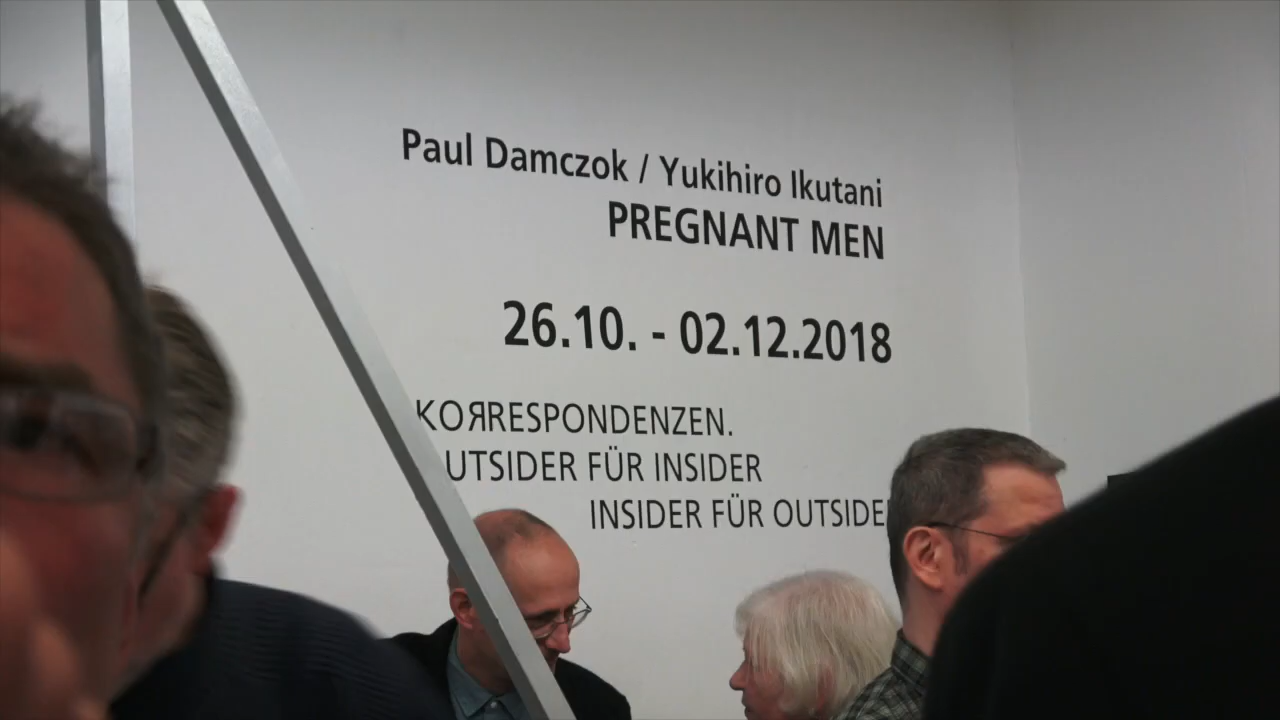 Paul Damczok / Yukihiro Ikutani
PREGNANT MEN
26.10. - 02.12.2018
KOЯRESPONDENZEN.
UTSIDER FÜR INSIDER
INSIDER FÜR OUTSIDE